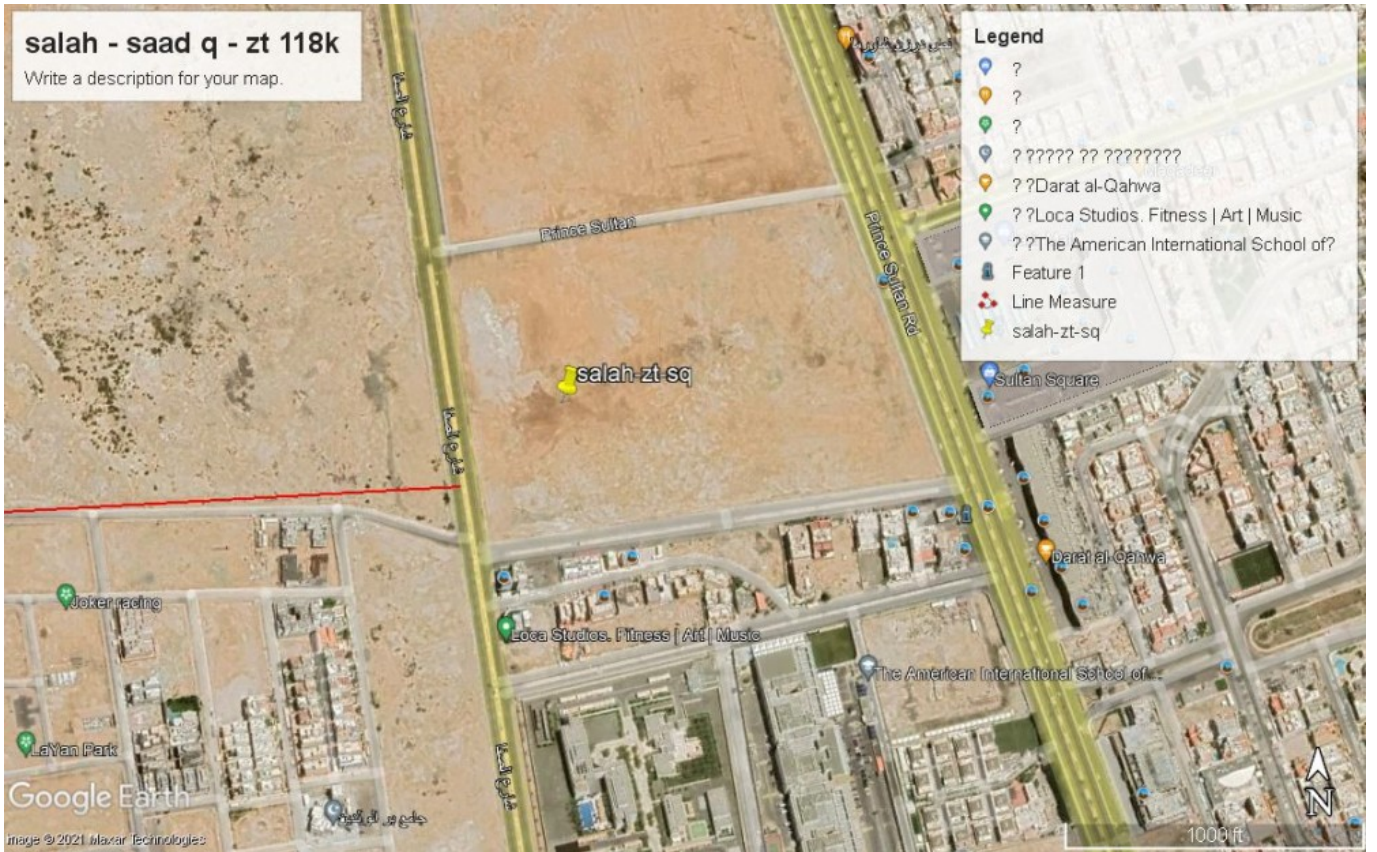 salah - saad q - zt 118k
Write a description for your map.
Legend
?
?
?
? ????? ?? ????????
? ?Darat al-Qahwa
? ?Loca Studios. Fitness | Art | Music
? ?The American International School of?
Feature 1
Line Measure
salah-zt-sq
Prince Sultan
Prince Sultan Rd
salah-zt-sq
Sultan Square
Darat al-Qahwa
Joker racing
Loca Studios. Fitness | Art | Music
The American International School of...
LaYan Park
Google Earth
Image © 2021 Maxar Technologies
1000 ft
N